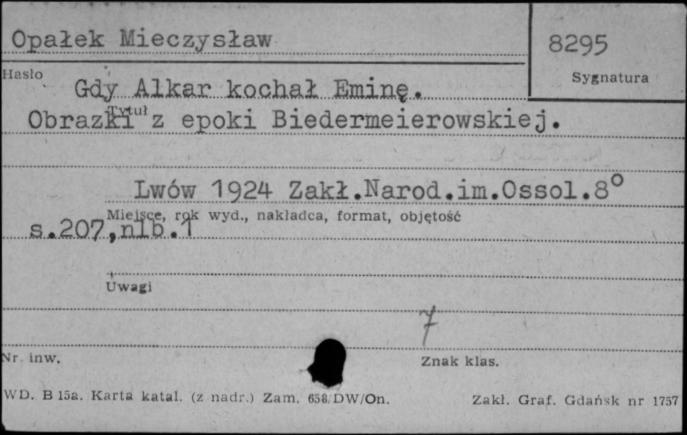 Opałek Mieczysław
8295
Hasło
Sygnatura
Gdy Alkar kochał Eminę.
Tytuł
Obrazki z epoki Biedermeierowskiej.
Lwów 1924 Zakł.Narod.im.Ossol.8°
Miejsce, rok wyd., nakładca, format, objętość
s.207,nlb.1
Uwagi
7
Nr. inw.
Znak klas.
WD. B 15a. Karta katal. (z nadr.) Zam. 658/DW/On.
Zakl. Graf. Gdańsk nr 1757